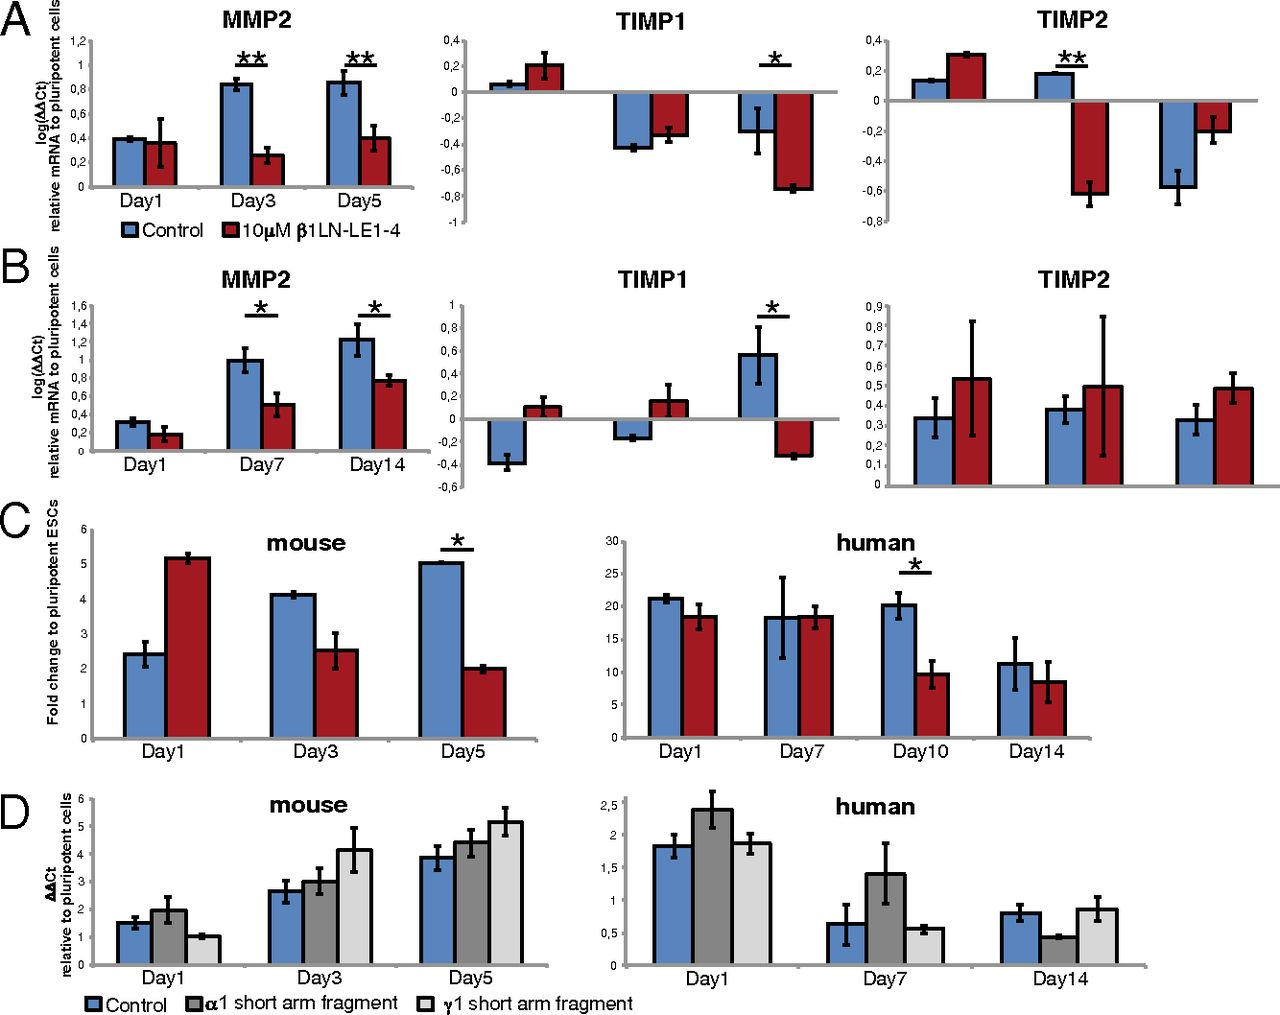 A
MMP2
TIMP1
TIMP2
log(ΔΔCt)
relative mRNA to pluripotent cells
1,2
1
0,8
0,6
0,4
0,2
0
**
**
Day1 Day3 Day5
0,4
0,2
0
-0,2
-0,4
-0,6
-0,8
-1
*
0,4
0,2
0
-0,2
-0,4
-0,6
-0,8
**
Control 10μM β1LN-LE1-4
B
MMP2
TIMP1
TIMP2
log(ΔΔCt)
relative mRNA to pluripotent cells
1,6
1,4
1,2
1
0,8
0,6
0,4
0,2
0
*
*
Day1 Day7 Day14
1
0,8
0,6
0,4
0,2
0
-0,2
-0,4
-0,6
*
0,9
0,8
0,7
0,6
0,5
0,4
0,3
0,2
0,1
0
C
mouse
human
Fold change to pluripotent ESCs
6
5
4
3
2
1
0
*
Day1 Day3 Day5
30
25
20
15
10
5
0
*
Day1 Day7 Day10 Day14
D
mouse
human
ΔΔCt
relative to pluripotent cells
6
5
4
3
2
1
0
Day1 Day3 Day5
2,5
2
1,5
1
0,5
0
Day1 Day7 Day14
Control α1 short arm fragment γ1 short arm fragment